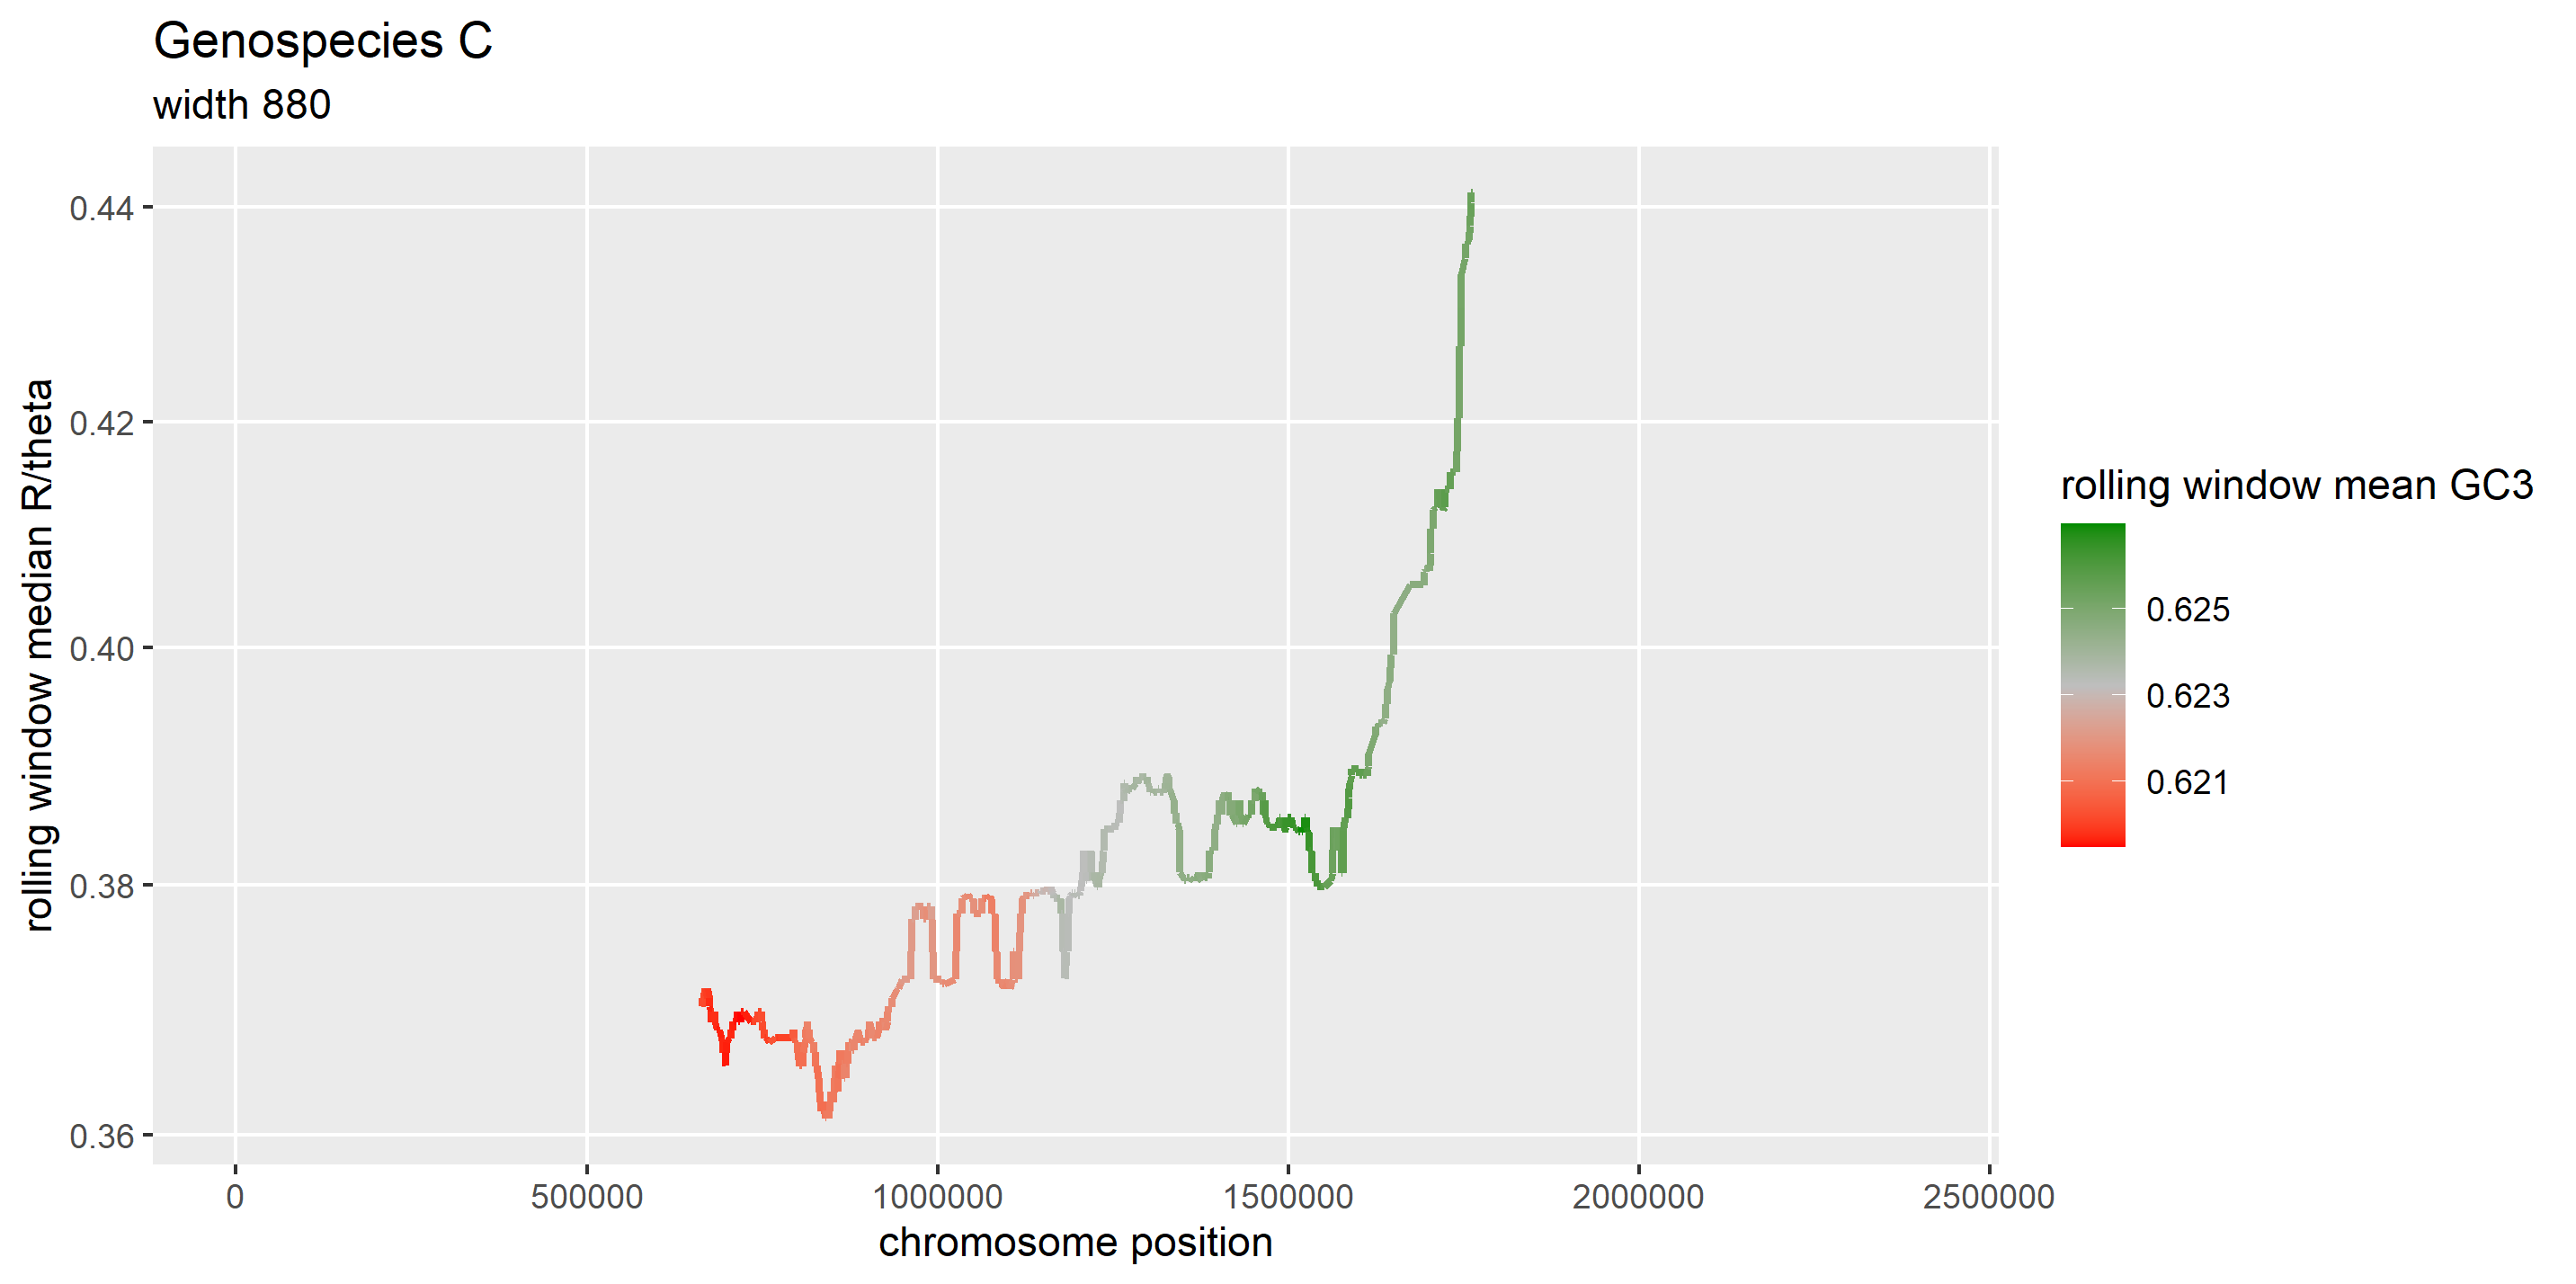 Genospecies C
width 880
rolling window median R/theta
0.44
0.42
0.40
0.38
0.36
0
500000
1000000
1500000
2000000
2500000
chromosome position
rolling window mean GC3
0.625
0.623
0.621